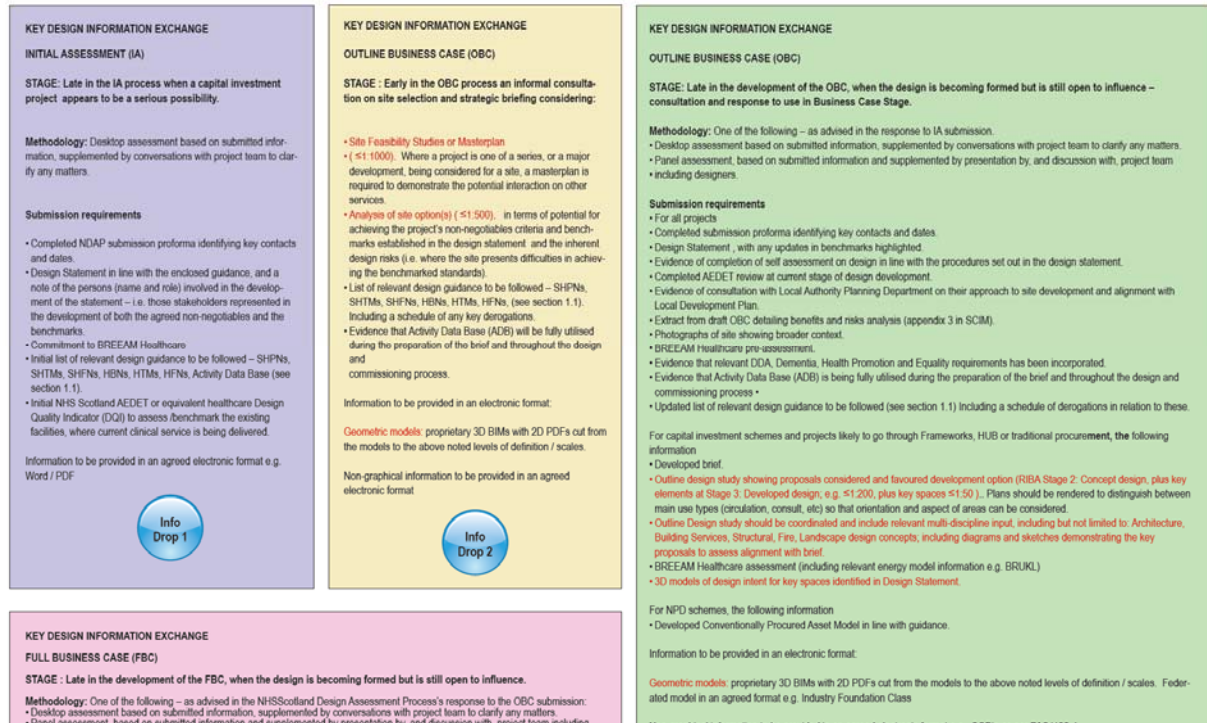 KEY DESIGN INFORMATION EXCHANGE
INITIAL ASSESSMENT (IA)
STAGE: Late in the IA process when a capital investment
project appears to be a serious possibility.
Methodology: Desktop assessment based on submitted infor-
mation, supplemented by conversations with project team to clar-
ify any matters.
Submission requirements
• Completed NDAP submission proforma identifying key contacts
and dates.
• Design Statement in line with the enclosed guidance, and a
note of the persons (name and role) involved in the develop-
ment of the statement – i.e. those stakeholders represented in
the development of both the agreed non-negotiables and the
benchmarks.
• Commitment to BREEAM Healthcare
• Initial list of relevant design guidance to be followed – SHPNs,
SHTMs, SHFNs, HBNs, HTMs, HFNs, Activity Data Base (see
section 1.1).
• Initial NHS Scotland AEDET or equivalent healthcare Design
Quality Indicator (DQI) to assess /benchmark the existing
facilities, where current clinical service is being delivered.
Information to be provided in an agreed electronic format e.g.
Word / PDF
Info
Drop 1
KEY DESIGN INFORMATION EXCHANGE
OUTLINE BUSINESS CASE (OBC)
STAGE : Early in the OBC process an informal consulta-
tion on site selection and strategic briefing considering:
• Site Feasibility Studies or Masterplan
• ( ≤1:1000). Where a project is one of a series, or a major
development, being considered for a site, a masterplan is
required to demonstrate the potential interaction on other
services.
• Analysis of site option(s) ( ≤1:500), in terms of potential for
achieving the project's non-negotiables criteria and bench-
marks established in the design statement and the inherent
design risks (i.e. where the site presents difficulties in achiev-
ing the benchmarked standards).
• List of relevant design guidance to be followed – SHPNs,
SHTMs, SHFNs, HBNs, HTMs, HFNs, (see section 1.1).
Including a schedule of any key derogations.
• Evidence that Activity Data Base (ADB) will be fully utilised
during the preparation of the brief and throughout the design
and
commissioning process.
Information to be provided in an electronic format:
Geometric models: proprietary 3D BIMs with 2D PDFs cut from
the models to the above noted levels of definition / scales.
Non-graphical information to be provided in an agreed
electronic format
Info
Drop 2
KEY DESIGN INFORMATION EXCHANGE
OUTLINE BUSINESS CASE (OBC)
STAGE: Late in the development of the OBC, when the design is becoming formed but is still open to influence –
consultation and response to use in Business Case Stage.
Methodology: One of the following – as advised in the response to IA submission.
• Desktop assessment based on submitted information, supplemented by conversations with project team to clarify any matters.
• Panel assessment, based on submitted information and supplemented by presentation by, and discussion with, project team
• including designers.
Submission requirements
• For all projects
• Completed submission proforma identifying key contacts and dates.
• Design Statement , with any updates in benchmarks highlighted.
• Evidence of completion of self assessment on design in line with the procedures set out in the design statement.
• Completed AEDET review at current stage of design development.
• Evidence of consultation with Local Authority Planning Department on their approach to site development and alignment with
Local Development Plan.
• Extract from draft OBC detailing benefits and risks analysis (appendix 3 in SCIM).
• Photographs of site showing broader context.
• BREEAM Healthcare pre-assessment.
• Evidence that relevant DDA, Dementia, Health Promotion and Equality requirements has been incorporated.
• Evidence that Activity Data Base (ADB) is being fully utilised during the preparation of the brief and throughout the design and
commissioning process •
• Updated list of relevant design guidance to be followed (see section 1.1) Including a schedule of derogations in relation to these.
For capital investment schemes and projects likely to go through Frameworks, HUB or traditional procurement, the following
information
• Developed brief.
• Outline design study showing proposals considered and favoured development option (RIBA Stage 2: Concept design, plus key
elements at Stage 3: Developed design; e.g. ≤1:200, plus key spaces ≤1:50 ).. Plans should be rendered to distinguish between
main use types (circulation, consult, etc) so that orientation and aspect of areas can be considered.
• Outline Design study should be coordinated and include relevant multi-discipline input, including but not limited to: Architecture,
Building Services, Structural, Fire, Landscape design concepts; including diagrams and sketches demonstrating the key
proposals to assess alignment with brief.
• BREEAM Healthcare assessment (including relevant energy model information e.g. BRUKL)
• 3D models of design intent for key spaces identified in Design Statement.
For NPD schemes, the following information
• Developed Conventionally Procured Asset Model in line with guidance.
Information to be provided in an electronic format:
Geometric models: proprietary 3D BIMs with 2D PDFs cut from the models to the above noted levels of definition / scales. Feder-
ated model in an agreed format e.g. Industry Foundation Class
KEY DESIGN INFORMATION EXCHANGE
FULL BUSINESS CASE (FBC)
STAGE : Late in the development of the FBC, when the design is becoming formed but is still open to influence.
Methodology: One of the following – as advised in the NHSScotland Design Assessment Process's response to the OBC submission:
• Desktop assessment based on submitted information, supplemented by conversations with project team to clarify any matters.
• Panel assessment, based on submitted information and supplemented by presentation by, and discussion with, project team including